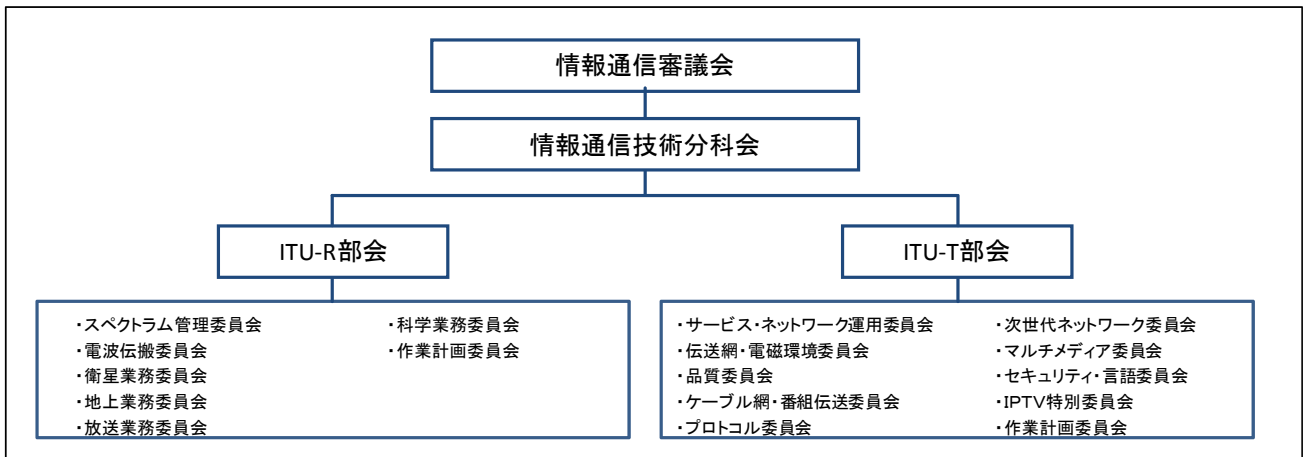 情報通信審議会
情報通信技術分科会
ITU-R部会
・スペクトラム管理委員会
・電波伝搬委員会
・衛星業務委員会
・地上業務委員会
・放送業務委員会
・科学業務委員会
・作業計画委員会
ITU-T部会
・サービス・ネットワーク運用委員会
・伝送網・電磁環境委員会
・品質委員会
・ケーブル網・番組伝送委員会
・プロトコル委員会
・次世代ネットワーク委員会
・マルチメディア委員会
・セキュリティ・言語委員会
・IPTV特別委員会
・作業計画委員会